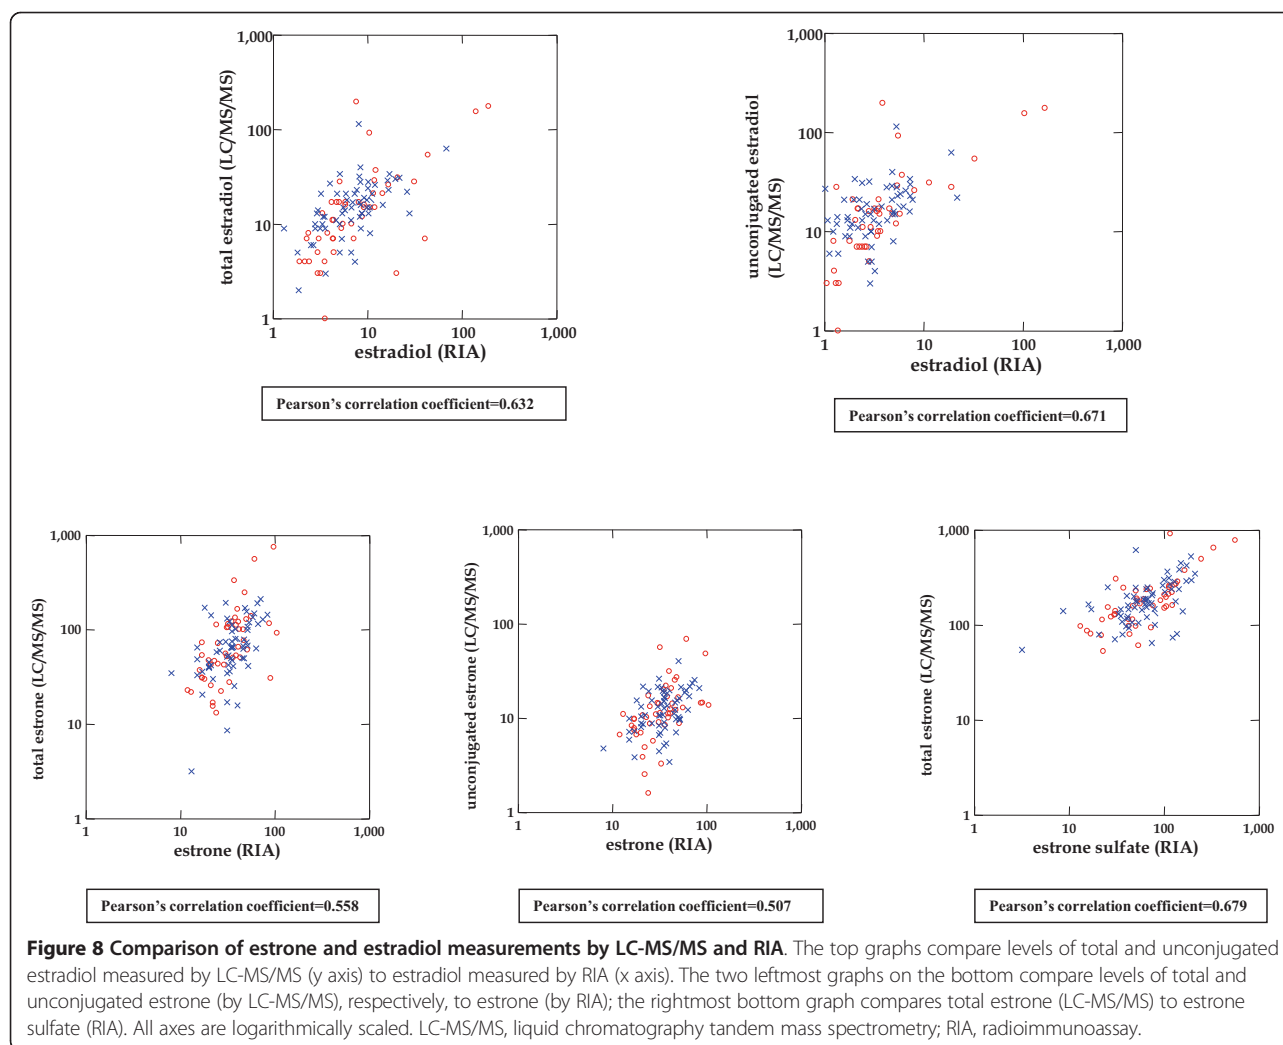 1,000
100
10
1
total estradiol (LC/MS/MS)
1 10 100 1,000
estradiol (RIA)
Pearson's correlation coefficient=0.632
1,000
100
10
1
unconjugated estradiol
(LC/MS/MS)
1 10 100 1,000
estradiol (RIA)
Pearson's correlation coefficient=0.671
1,000
100
10
1
total estrone (LC/MS/MS)
1 10 100 1,000
estrone (RIA)
Pearson's correlation coefficient=0.558
1,000
100
10
1
unconjugated estrone (LC/MS/MS)
1 10 100 1,000
estrone (RIA)
Pearson's correlation coefficient=0.507
1,000
100
10
1
total estrone (LC/MS/MS)
1 10 100 1,000
estrone sulfate (RIA)
Pearson's correlation coefficient=0.679
Figure 8 Comparison of estrone and estradiol measurements by LC-MS/MS and RIA. The top graphs compare levels of total and unconjugated
estradiol measured by LC-MS/MS (y axis) to estradiol measured by RIA (x axis). The two leftmost graphs on the bottom compare levels of total and
unconjugated estrone (by LC-MS/MS), respectively, to estrone (by RIA); the rightmost bottom graph compares total estrone (LC-MS/MS) to estrone
sulfate (RIA). All axes are logarithmically scaled. LC-MS/MS, liquid chromatography tandem mass spectrometry; RIA, radioimmunoassay.